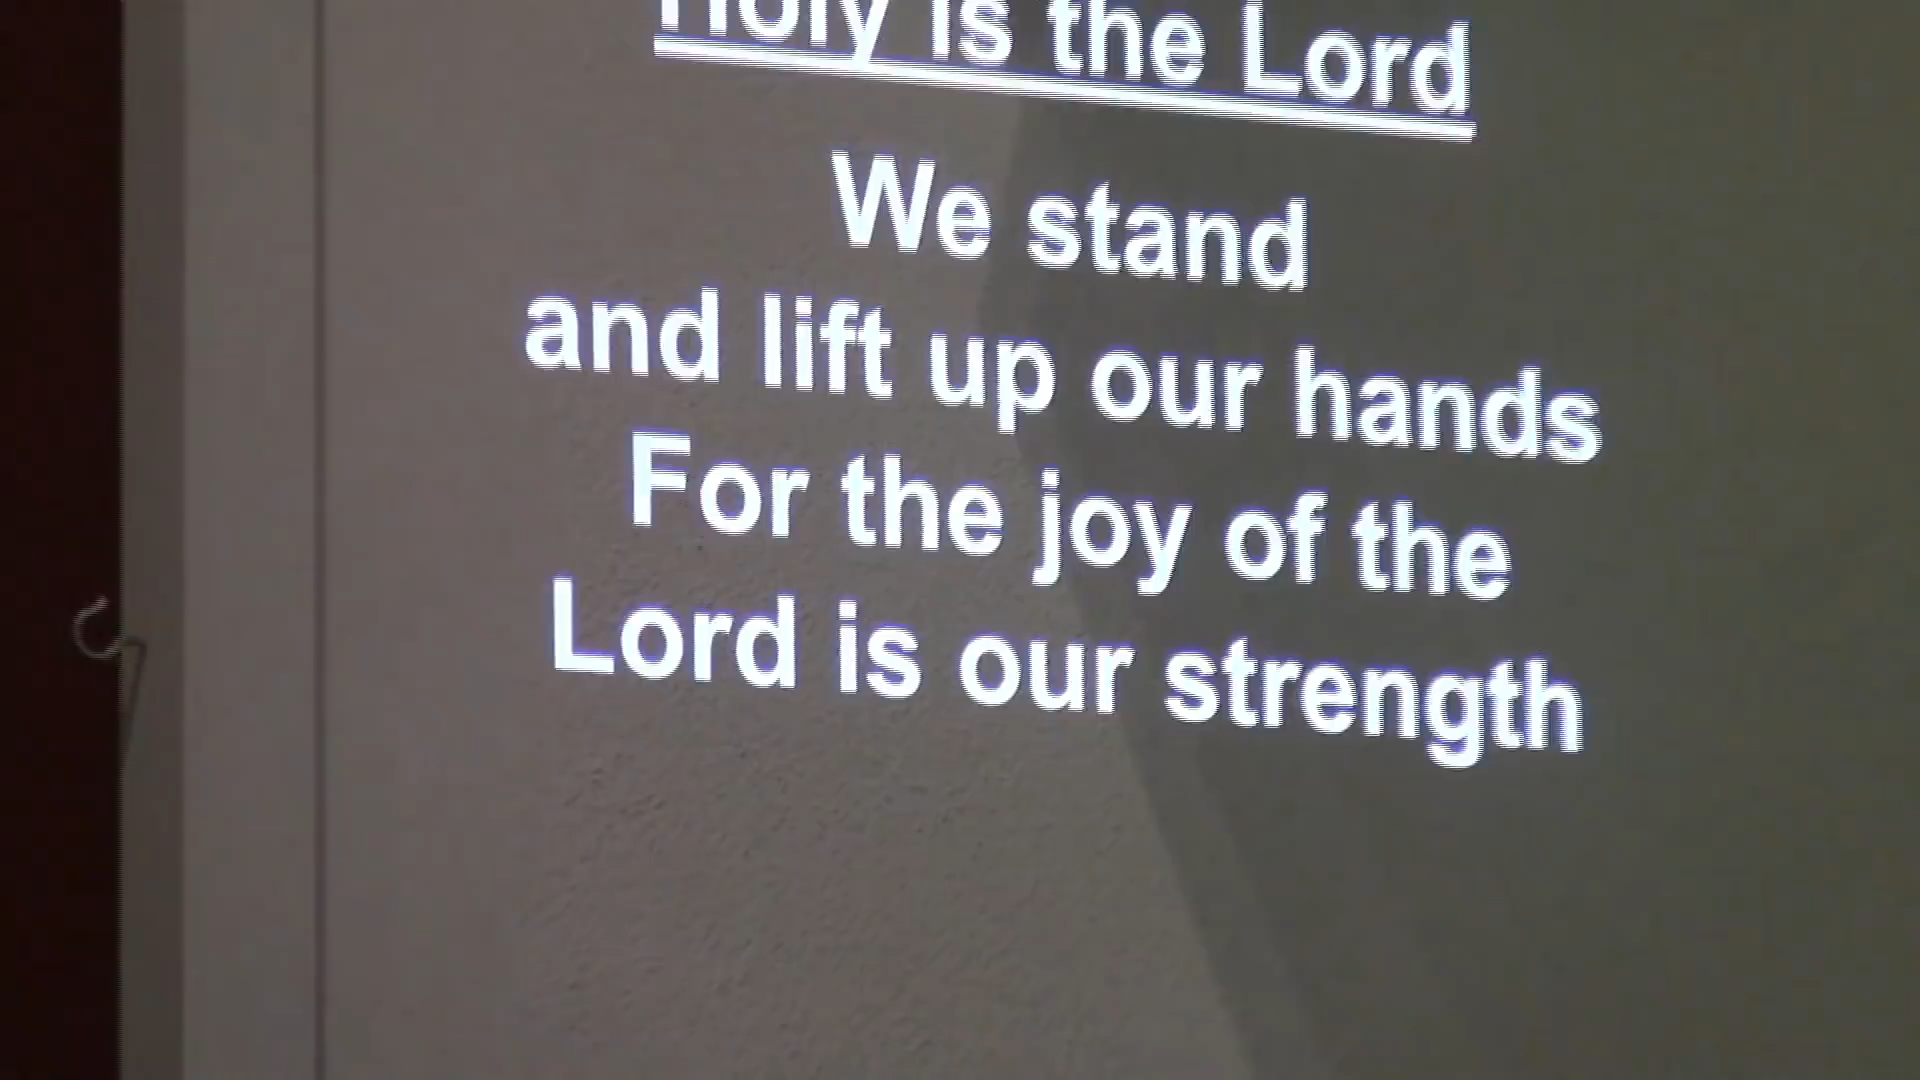 Holy is the Lord
We stand
and lift up our hands
For the joy of the
Lord is our strength